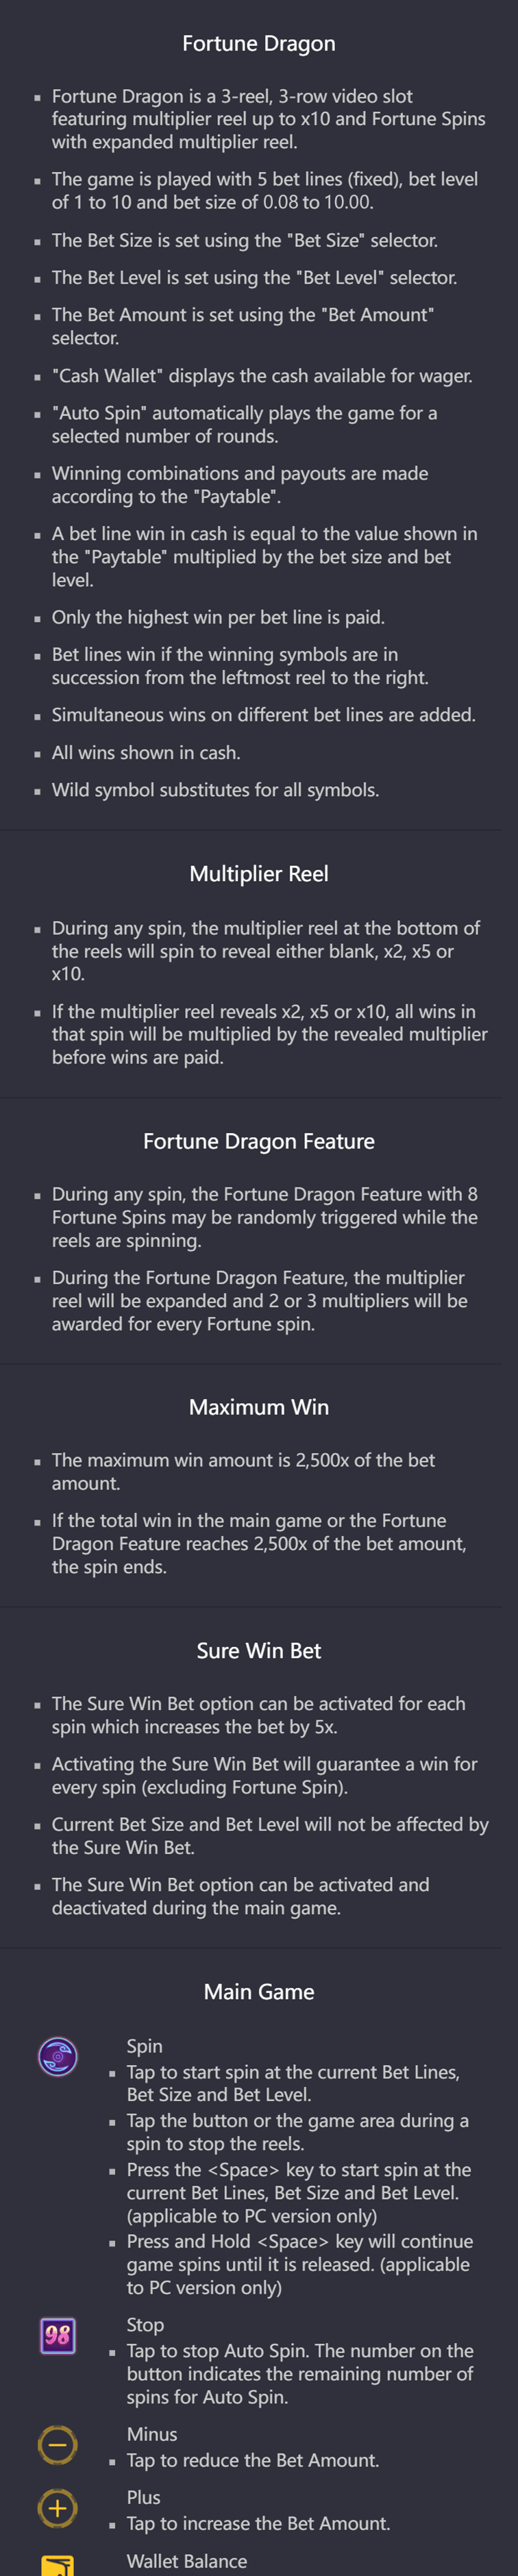 Fortune Dragon
▪ Fortune Dragon is a 3-reel, 3-row video slot
featuring multiplier reel up to x10 and Fortune Spins
with expanded multiplier reel.
▪ The game is played with 5 bet lines (fixed), bet level
of 1 to 10 and bet size of 0.08 to 10.00.
▪ The Bet Size is set using the "Bet Size" selector.
▪ The Bet Level is set using the "Bet Level" selector.
▪ The Bet Amount is set using the "Bet Amount"
selector.
▪ "Cash Wallet" displays the cash available for wager.
▪ "Auto Spin" automatically plays the game for a
selected number of rounds.
▪ Winning combinations and payouts are made
according to the "Paytable".
▪ A bet line win in cash is equal to the value shown in
the "Paytable" multiplied by the bet size and bet
level.
▪ Only the highest win per bet line is paid.
▪ Bet lines win if the winning symbols are in
succession from the leftmost reel to the right.
▪ Simultaneous wins on different bet lines are added.
▪ All wins shown in cash.
▪ Wild symbol substitutes for all symbols.
Multiplier Reel
▪ During any spin, the multiplier reel at the bottom of
the reels will spin to reveal either blank, x2, x5 or
x10.
▪ If the multiplier reel reveals x2, x5 or x10, all wins in
that spin will be multiplied by the revealed multiplier
before wins are paid.
Fortune Dragon Feature
▪ During any spin, the Fortune Dragon Feature with 8
Fortune Spins may be randomly triggered while the
reels are spinning.
▪ During the Fortune Dragon Feature, the multiplier
reel will be expanded and 2 or 3 multipliers will be
awarded for every Fortune spin.
Maximum Win
▪ The maximum win amount is 2,500x of the bet
amount.
▪ If the total win in the main game or the Fortune
Dragon Feature reaches 2,500x of the bet amount,
the spin ends.
Sure Win Bet
▪ The Sure Win Bet option can be activated for each
spin which increases the bet by 5x.
▪ Activating the Sure Win Bet will guarantee a win for
every spin (excluding Fortune Spin).
▪ Current Bet Size and Bet Level will not be affected by
the Sure Win Bet.
▪ The Sure Win Bet option can be activated and
deactivated during the main game.
Main Game
Spin
▪ Tap to start spin at the current Bet Lines,
Bet Size and Bet Level.
▪ Tap the button or the game area during a
spin to stop the reels.
▪ Press the <Space> key to start spin at the
current Bet Lines, Bet Size and Bet Level.
(applicable to PC version only)
▪ Press and Hold <Space> key will continue
game spins until it is released. (applicable
to PC version only)
98
Stop
▪ Tap to stop Auto Spin. The number on the
button indicates the remaining number of
spins for Auto Spin.
Minus
▪ Tap to reduce the Bet Amount.
Plus
▪ Tap to increase the Bet Amount.
Wallet Balance